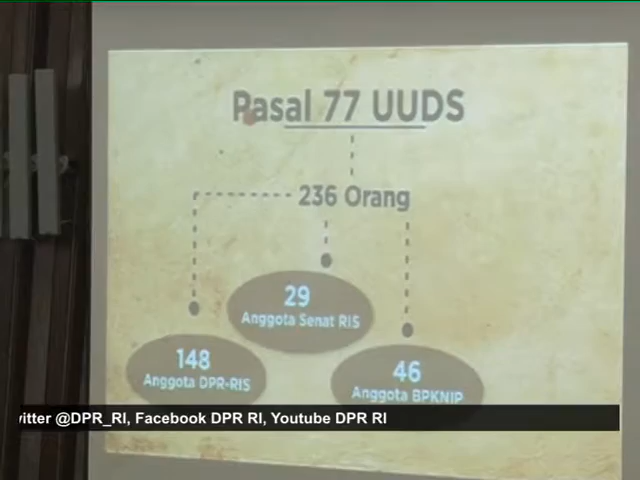 Pasal 77 UUDS
236 Orang
29
Anggota Senat RIS
148
Anggota DPR-RIS
46
Anggota BPKNIP
witter @DPR_RI, Facebook DPR RI, Youtube DPR RI